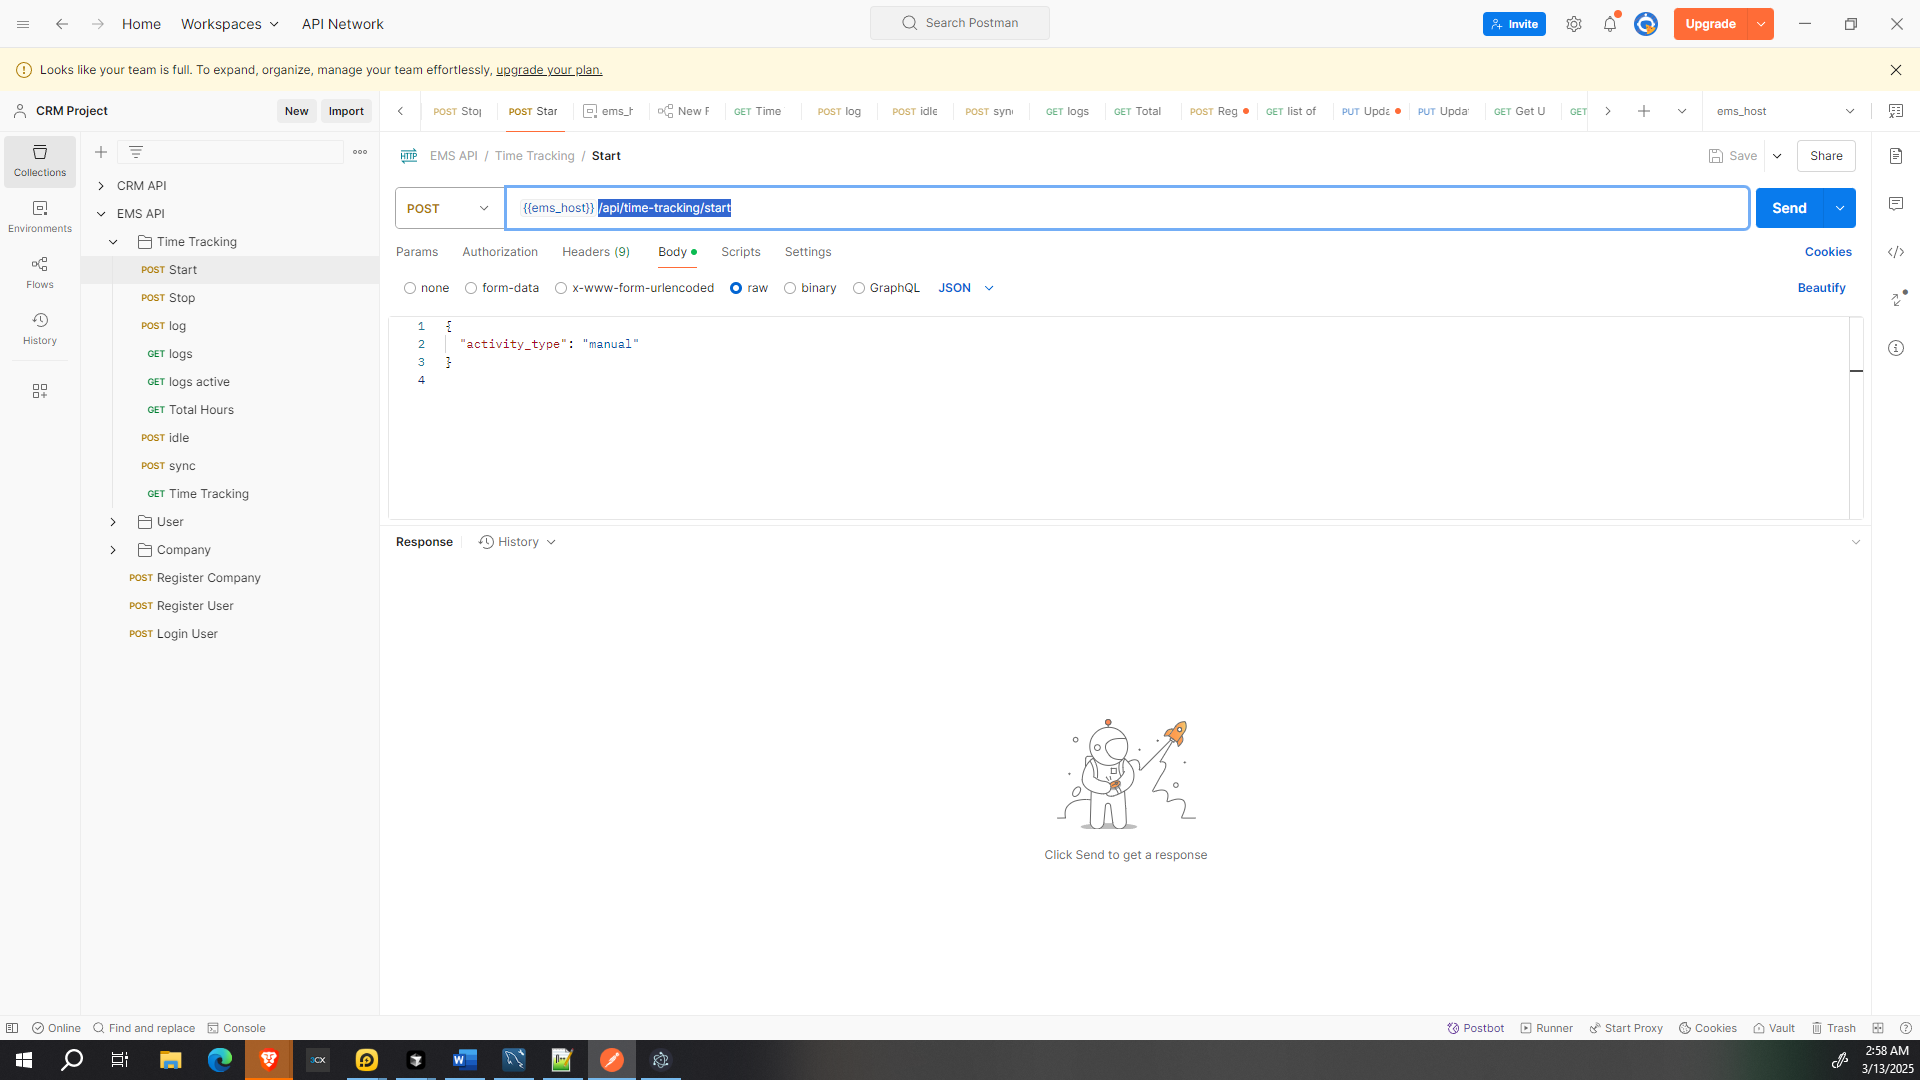 Home
Workspaces
API Network
Search Postman
Invite
Upgrade
Looks like your team is full. To expand, organize, manage your team effortlessly, upgrade your plan.
CRM Project
New
Import
POST Stop
POST Star
ems_h
New F
GET Time
POST log
POST idle
POST sync
GET logs
GET Total
POST Reg
GET list of
PUT Upda
PUT Upda
GET Get U
GET
ems_host
Collections
Environments
Flows
History
CRM API
EMS API
Time Tracking
POST Start
POST Stop
POST log
GET logs
GET logs active
GET Total Hours
POST idle
POST sync
GET Time Tracking
User
Company
POST Register Company
POST Register User
POST Login User
HTTP
EMS API / Time Tracking / Start
Save
Share
POST
{{ems_host}} /api/time-tracking/start
Send
Params
Authorization
Headers (9)
Body
Scripts
Settings
Cookies
none
form-data
x-www-form-urlencoded
raw
binary
GraphQL
JSON
Beautify
1 {
2 "activity_type": "manual"
3 }
4
Response
History
Click Send to get a response
Online
Find and replace
Console
Postbot
Runner
Start Proxy
Cookies
Vault
Trash
2:58 AM
3/13/2025